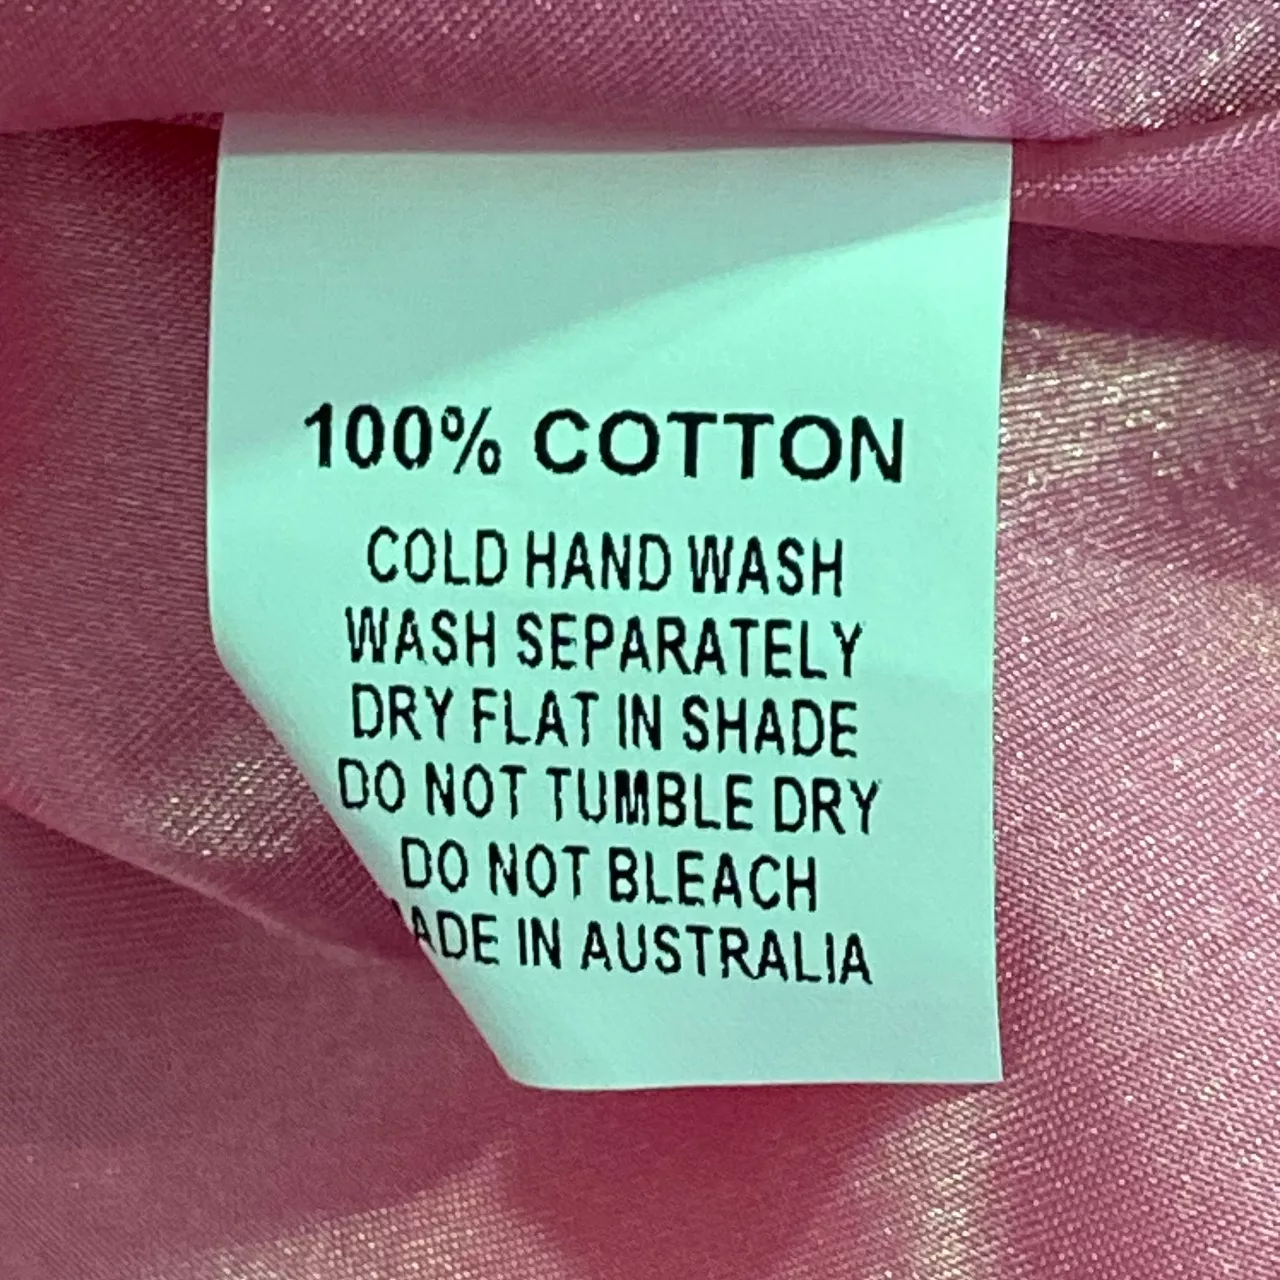 100% COTTON
COLD HAND WASH
WASH SEPARATELY
DRY FLAT IN SHADE
DO NOT TUMBLE DRY
DO NOT BLEACH
ADE IN AUSTRALIA